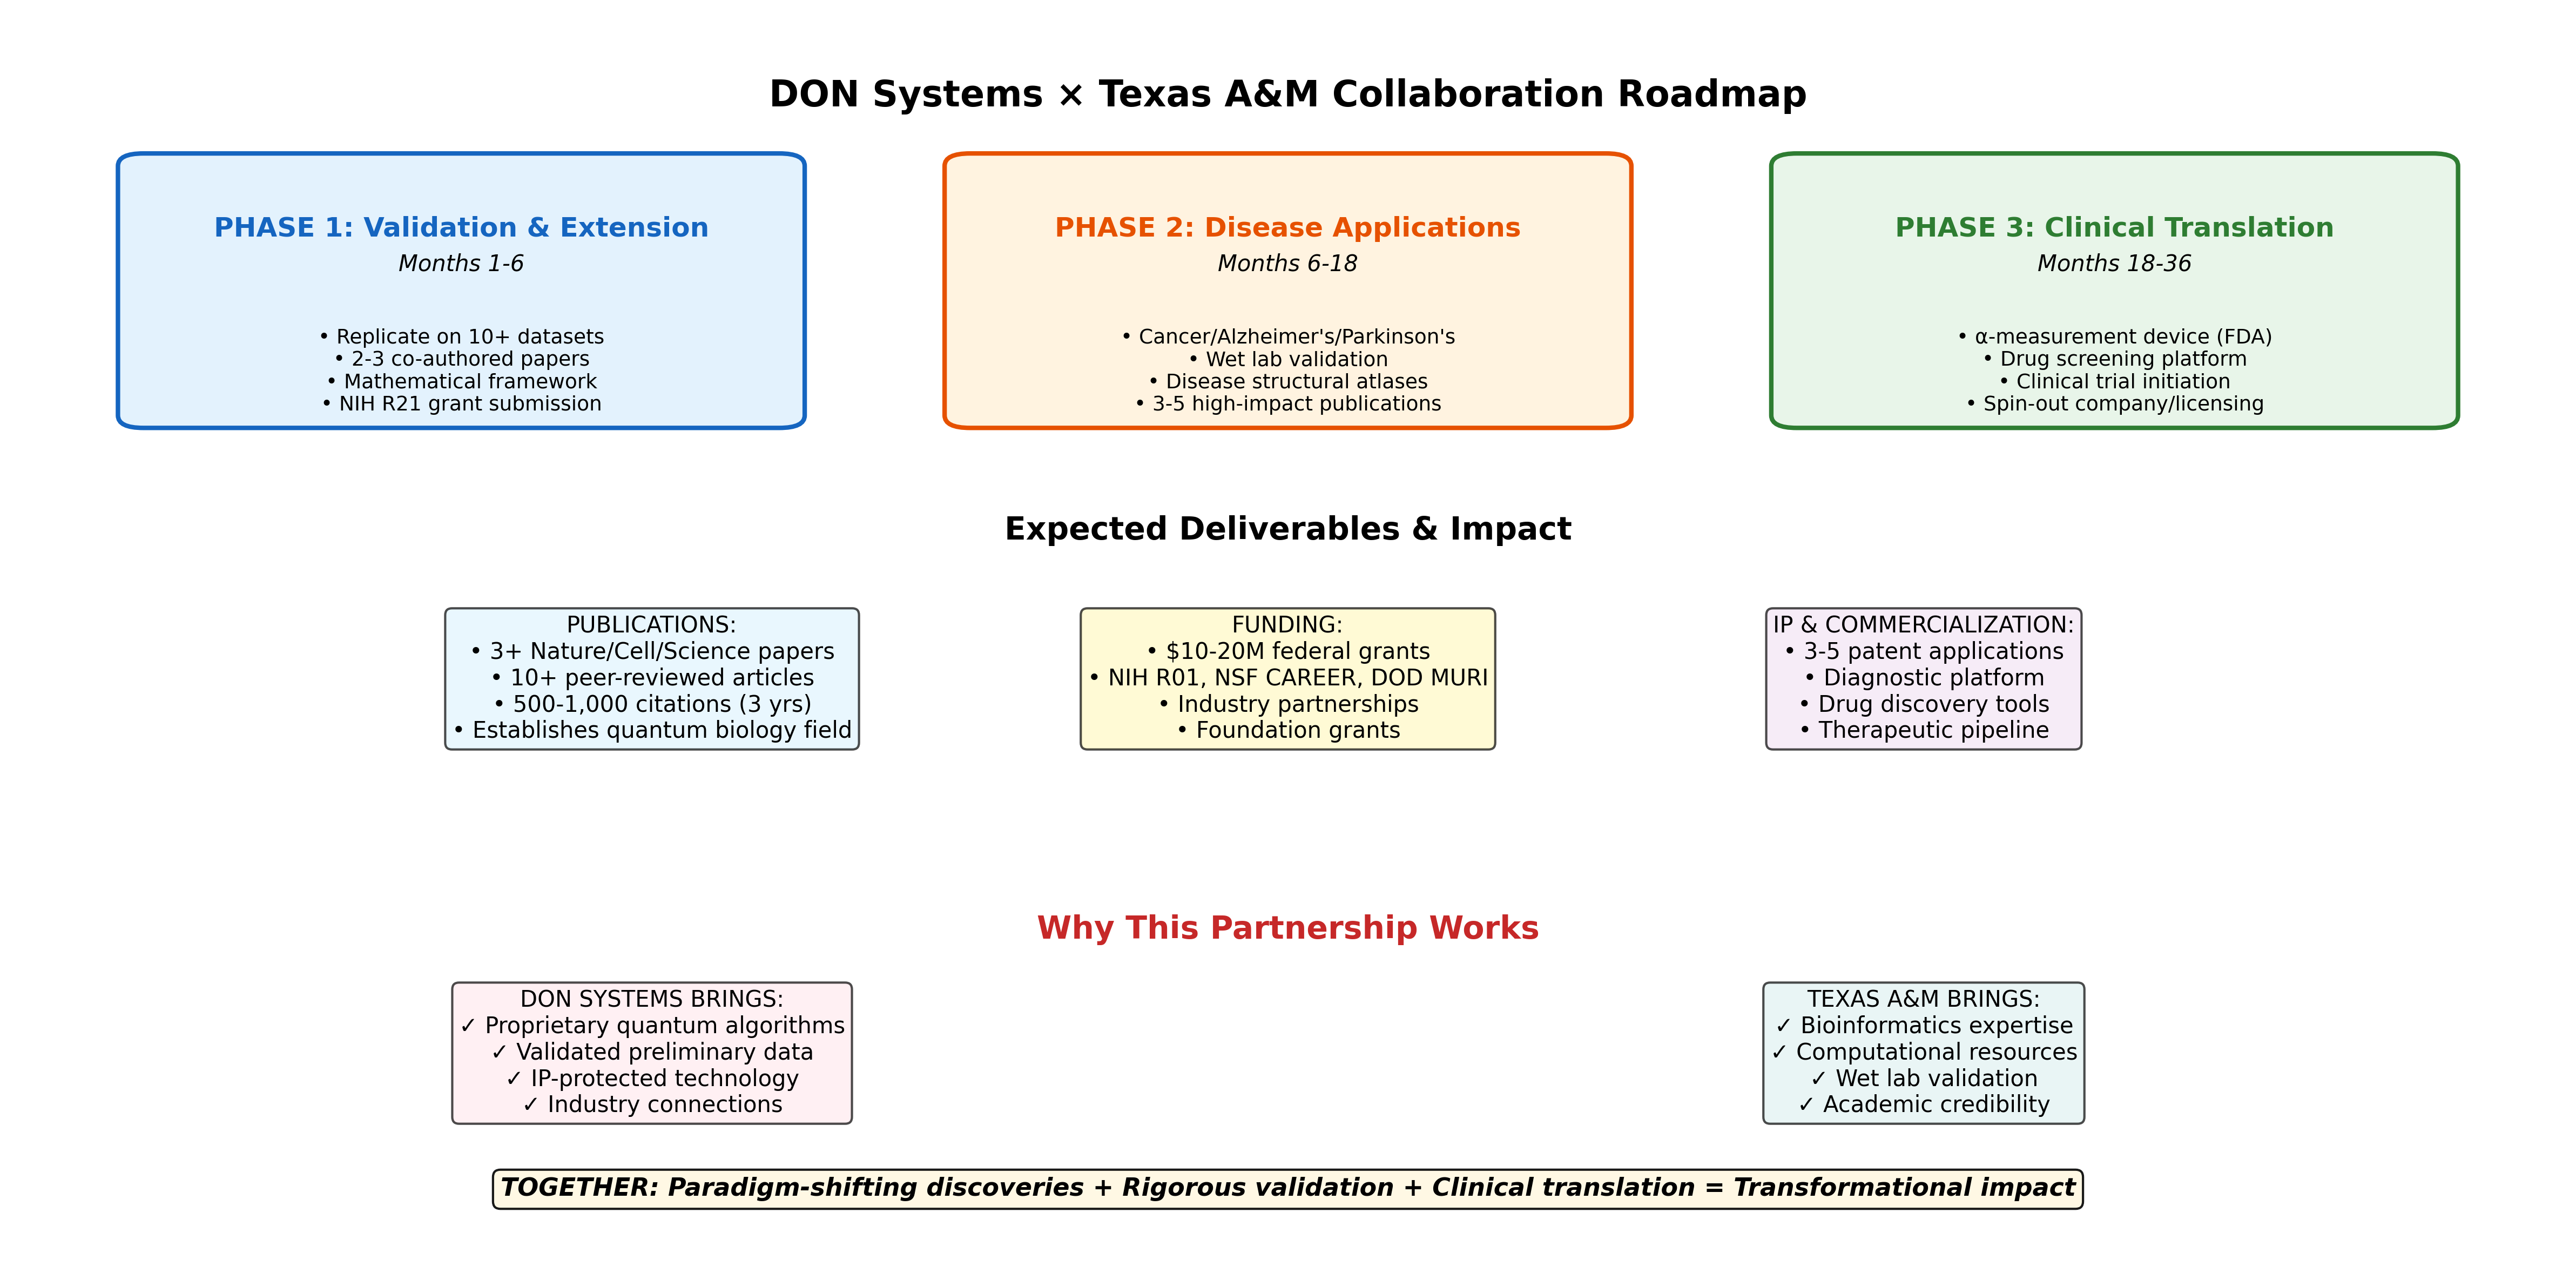 DON Systems × Texas A&M Collaboration Roadmap
PHASE 1: Validation & Extension
Months 1-6
• Replicate on 10+ datasets
• 2-3 co-authored papers
• Mathematical framework
• NIH R21 grant submission
PHASE 2: Disease Applications
Months 6-18
• Cancer/Alzheimer's/Parkinson's
• Wet lab validation
• Disease structural atlases
• 3-5 high-impact publications
PHASE 3: Clinical Translation
Months 18-36
• α-measurement device (FDA)
• Drug screening platform
• Clinical trial initiation
• Spin-out company/licensing
Expected Deliverables & Impact
PUBLICATIONS:
• 3+ Nature/Cell/Science papers
• 10+ peer-reviewed articles
• 500-1,000 citations (3 yrs)
• Establishes quantum biology field
FUNDING:
• $10-20M federal grants
• NIH R01, NSF CAREER, DOD MURI
• Industry partnerships
• Foundation grants
IP & COMMERCIALIZATION:
• 3-5 patent applications
• Diagnostic platform
• Drug discovery tools
• Therapeutic pipeline
Why This Partnership Works
DON SYSTEMS BRINGS:
✓ Proprietary quantum algorithms
✓ Validated preliminary data
✓ IP-protected technology
✓ Industry connections
TEXAS A&M BRINGS:
✓ Bioinformatics expertise
✓ Computational resources
✓ Wet lab validation
✓ Academic credibility
TOGETHER: Paradigm-shifting discoveries + Rigorous validation + Clinical translation = Transformational impact